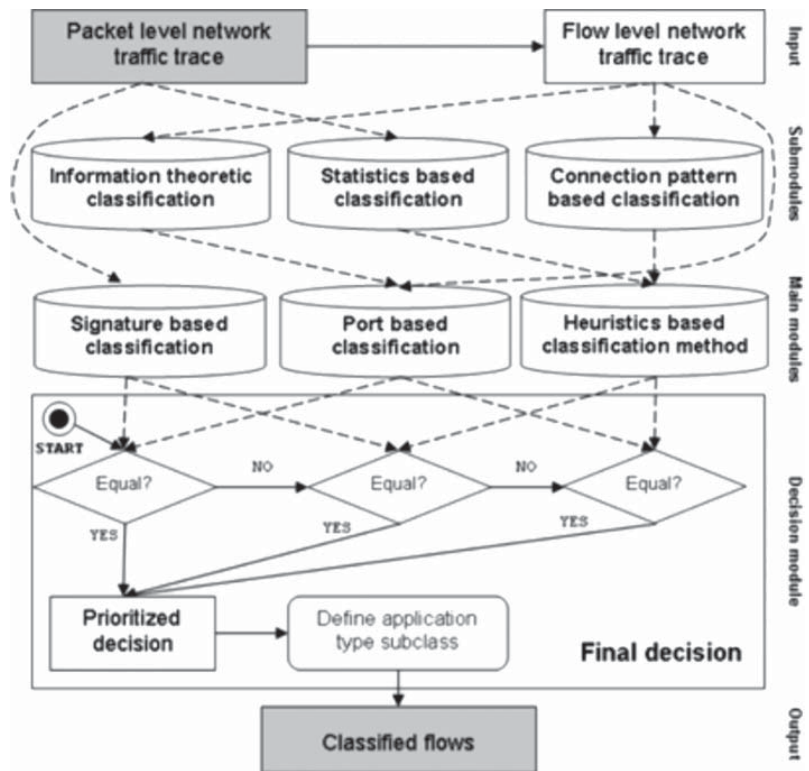 Packet level network
traffic trace
Flow level network
traffic trace
Input
Information theoretic
classification
Statistics based
classification
Connection pattern
based classification
Submodules
Signature based
classification
Port based
classification
Heuristics based
classification method
Main modules
START
Equal?
NO
Equal?
NO
Equal?
YES
YES
YES
Prioritized
decision
Define application
type subclass
Final decision
Decision module
Classified flows
Output